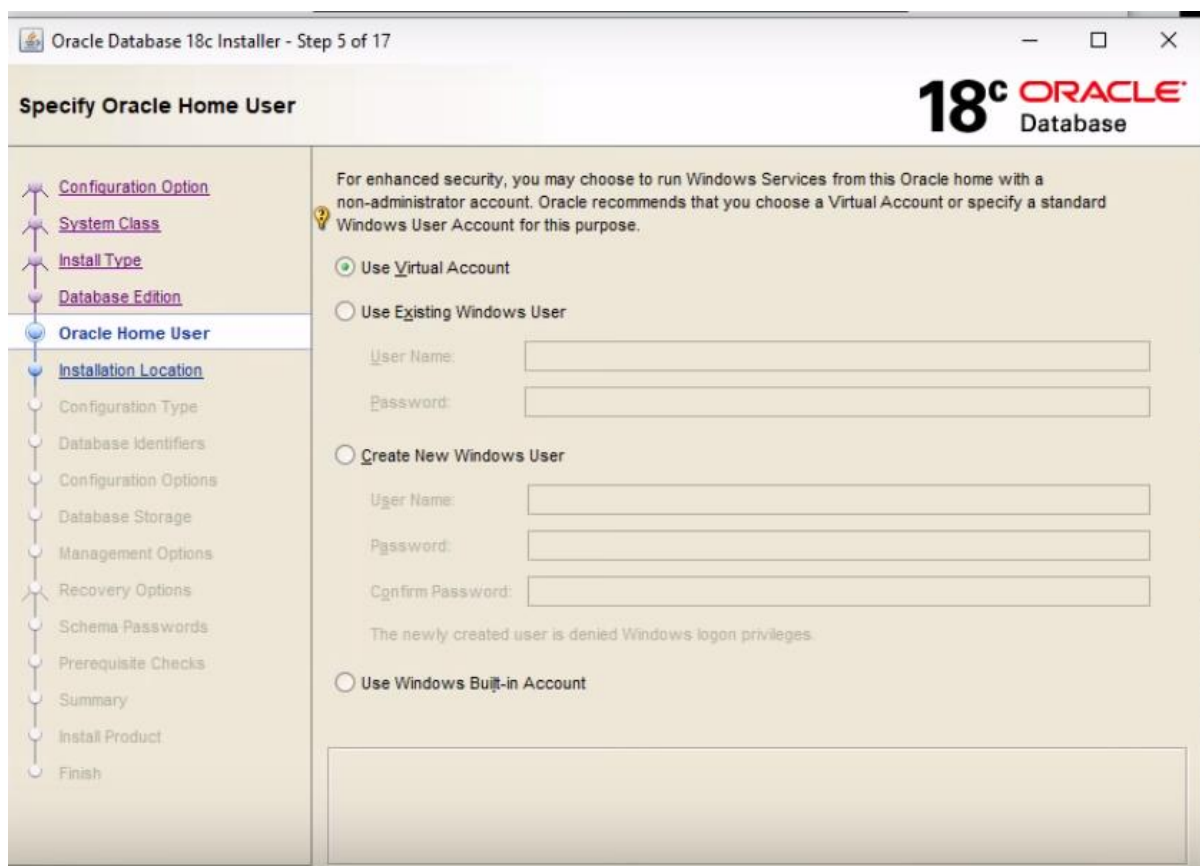 Oracle Database 18c Installer - Step 5 of 17
Specify Oracle Home User
18c ORACLE
Database
Configuration Option
System Class
Install Type
Database Edition
Oracle Home User
Installation Location
Configuration Type
Database Identifiers
Configuration Options
Database Storage
Management Options
Recovery Options
Schema Passwords
Prerequisite Checks
Summary
Install Product
Finish
For enhanced security, you may choose to run Windows Services from this Oracle home with a
non-administrator account. Oracle recommends that you choose a Virtual Account or specify a standard
Windows User Account for this purpose.
Use Virtual Account
Use Existing Windows User
User Name:
Password:
Create New Windows User
User Name:
Password:
Confirm Password:
The newly created user is denied Windows logon privileges.
Use Windows Built-in Account